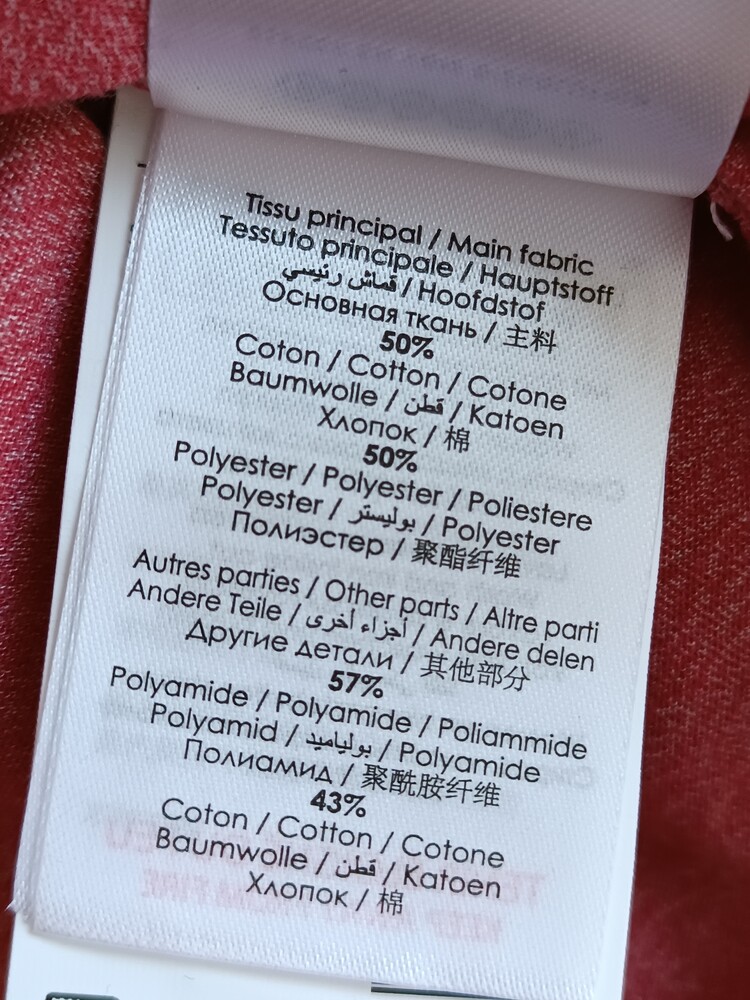 Tissu principal / Main fabric
Tessuto principale / Hauptstoff
قماش رئيسي / Hoofdstof
Основная ткань / 主料
50%
Coton / Cotton / Cotone
Baumwolle / قطن / Katoen
Хлопок / 棉
50%
Polyester / Polyester / Poliestere
Polyester / بوليستر / Polyester
Полиэстер / 聚酯纤维
Autres parties / Other parts / Altre parti
Andere Teile / أجزاء أخرى / Andere delen
Другие детали / 其他部分
57%
Polyamide / Polyamide / Poliammide
Polyamid / بولياميد / Polyamide
Полиамид / 聚酰胺纤维
43%
Coton / Cotton / Cotone
Baumwolle / قطن / Katoen
Хлопок / 棉